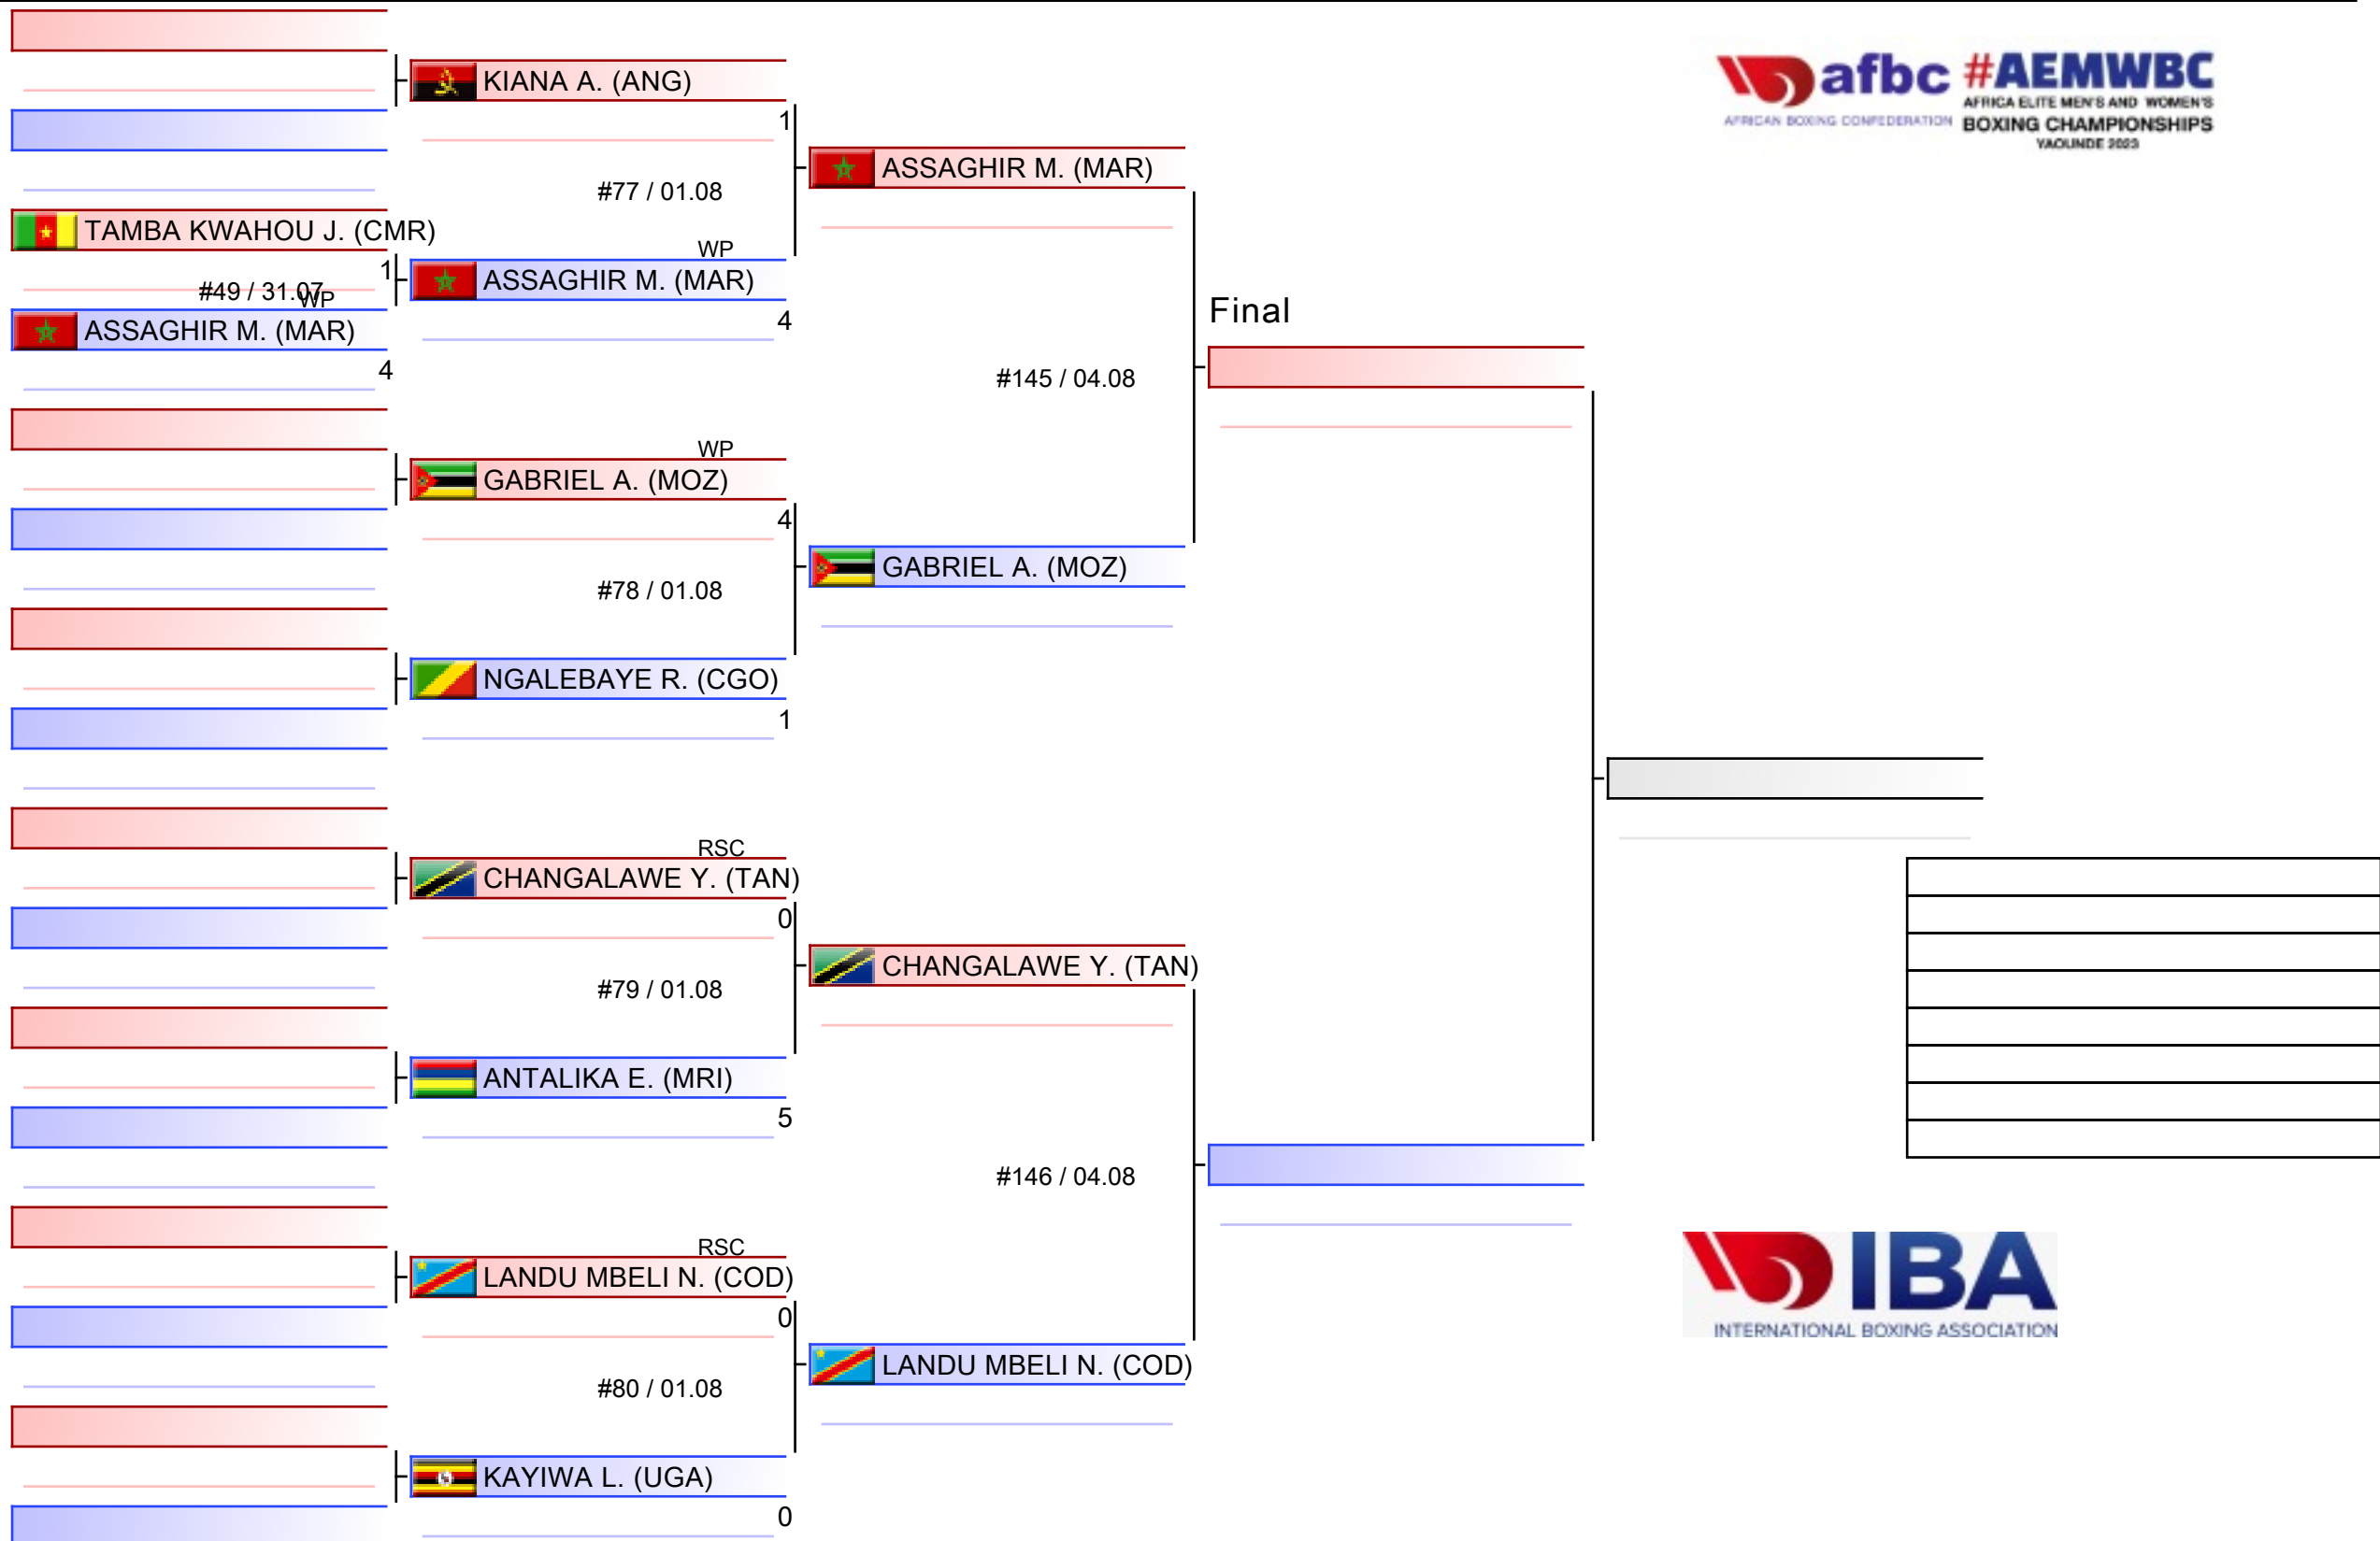 afbc #AEMWBC
AFRICAN BOXING CONFEDERATION
AFRICA ELITE MEN'S AND WOMEN'S
BOXING CHAMPIONSHIPS
YAOUNDE 2023
KIANA A. (ANG)
1
#77 / 01.08
ASSAGHIR M. (MAR)
TAMBA KWAHOU J. (CMR)
1
#49 / 31.07
WP
ASSAGHIR M. (MAR)
4
WP
ASSAGHIR M. (MAR)
4
Final
#145 / 04.08
WP
GABRIEL A. (MOZ)
4
#78 / 01.08
GABRIEL A. (MOZ)
NGALEBAYE R. (CGO)
1
RSC
CHANGALAWE Y. (TAN)
0
#79 / 01.08
CHANGALAWE Y. (TAN)
ANTALIKA E. (MRI)
5
#146 / 04.08
RSC
LANDU MBELI N. (COD)
0
#80 / 01.08
LANDU MBELI N. (COD)
KAYIWA L. (UGA)
0
IBA
INTERNATIONAL BOXING ASSOCIATION